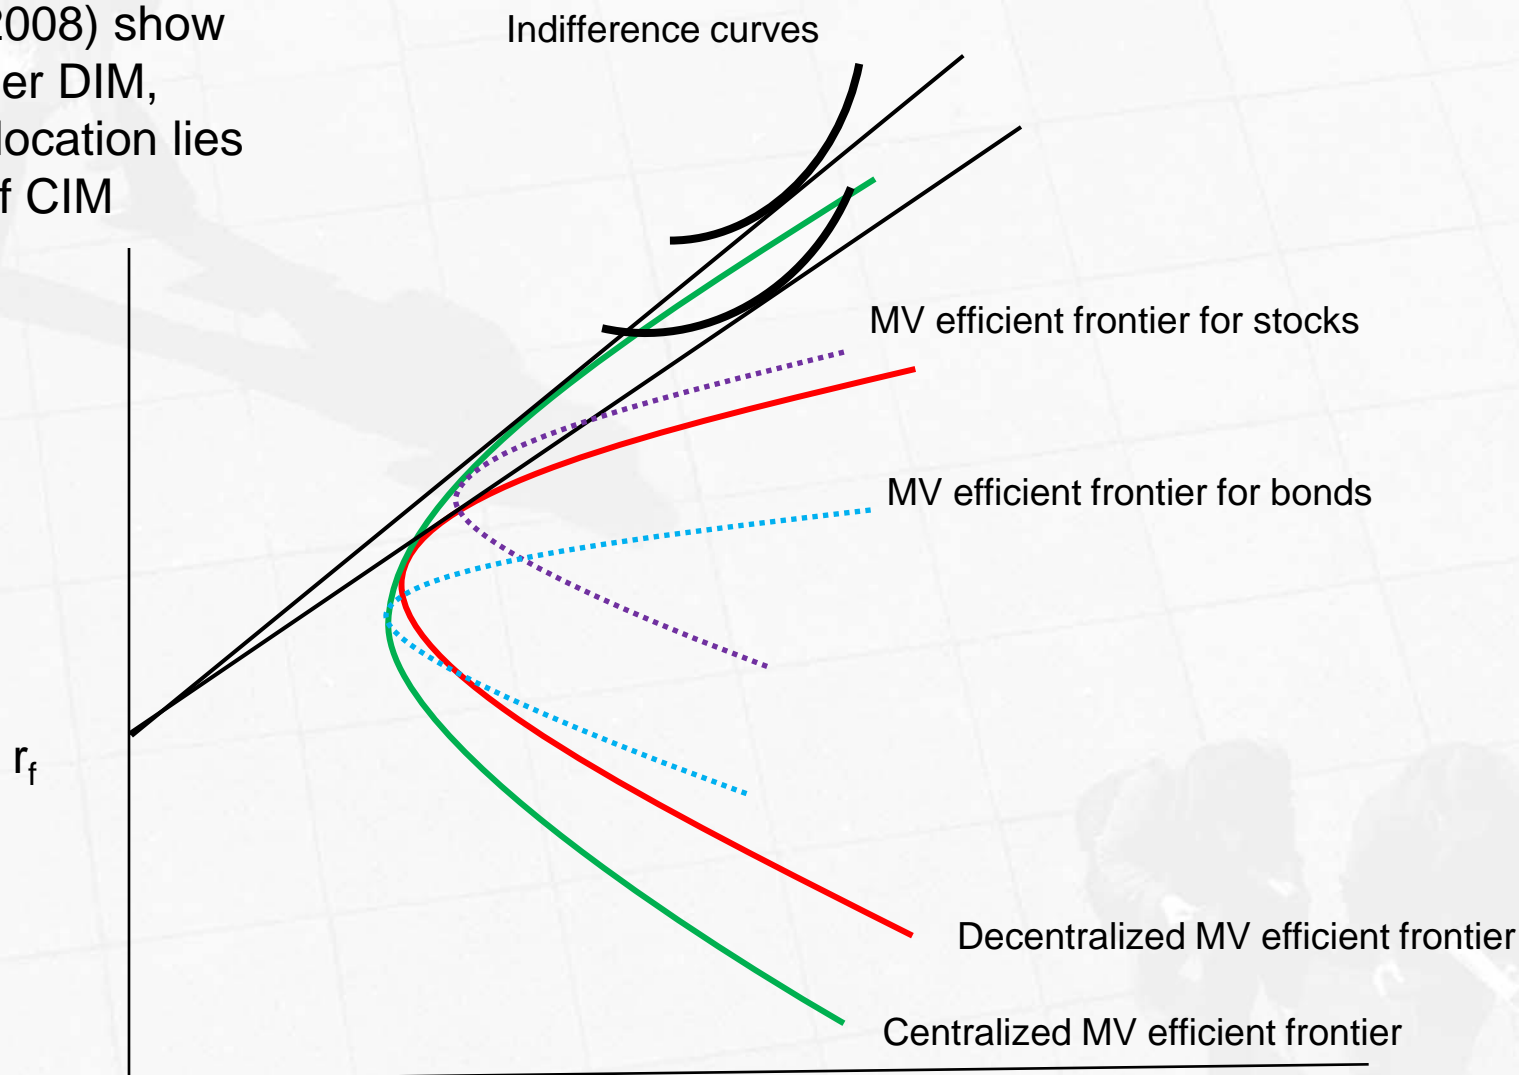 2008) show
er DIM,
location lies
f CIM
Indifference curves
MV efficient frontier for stocks
MV efficient frontier for bonds
rf
Decentralized MV efficient frontier
Centralized MV efficient frontier